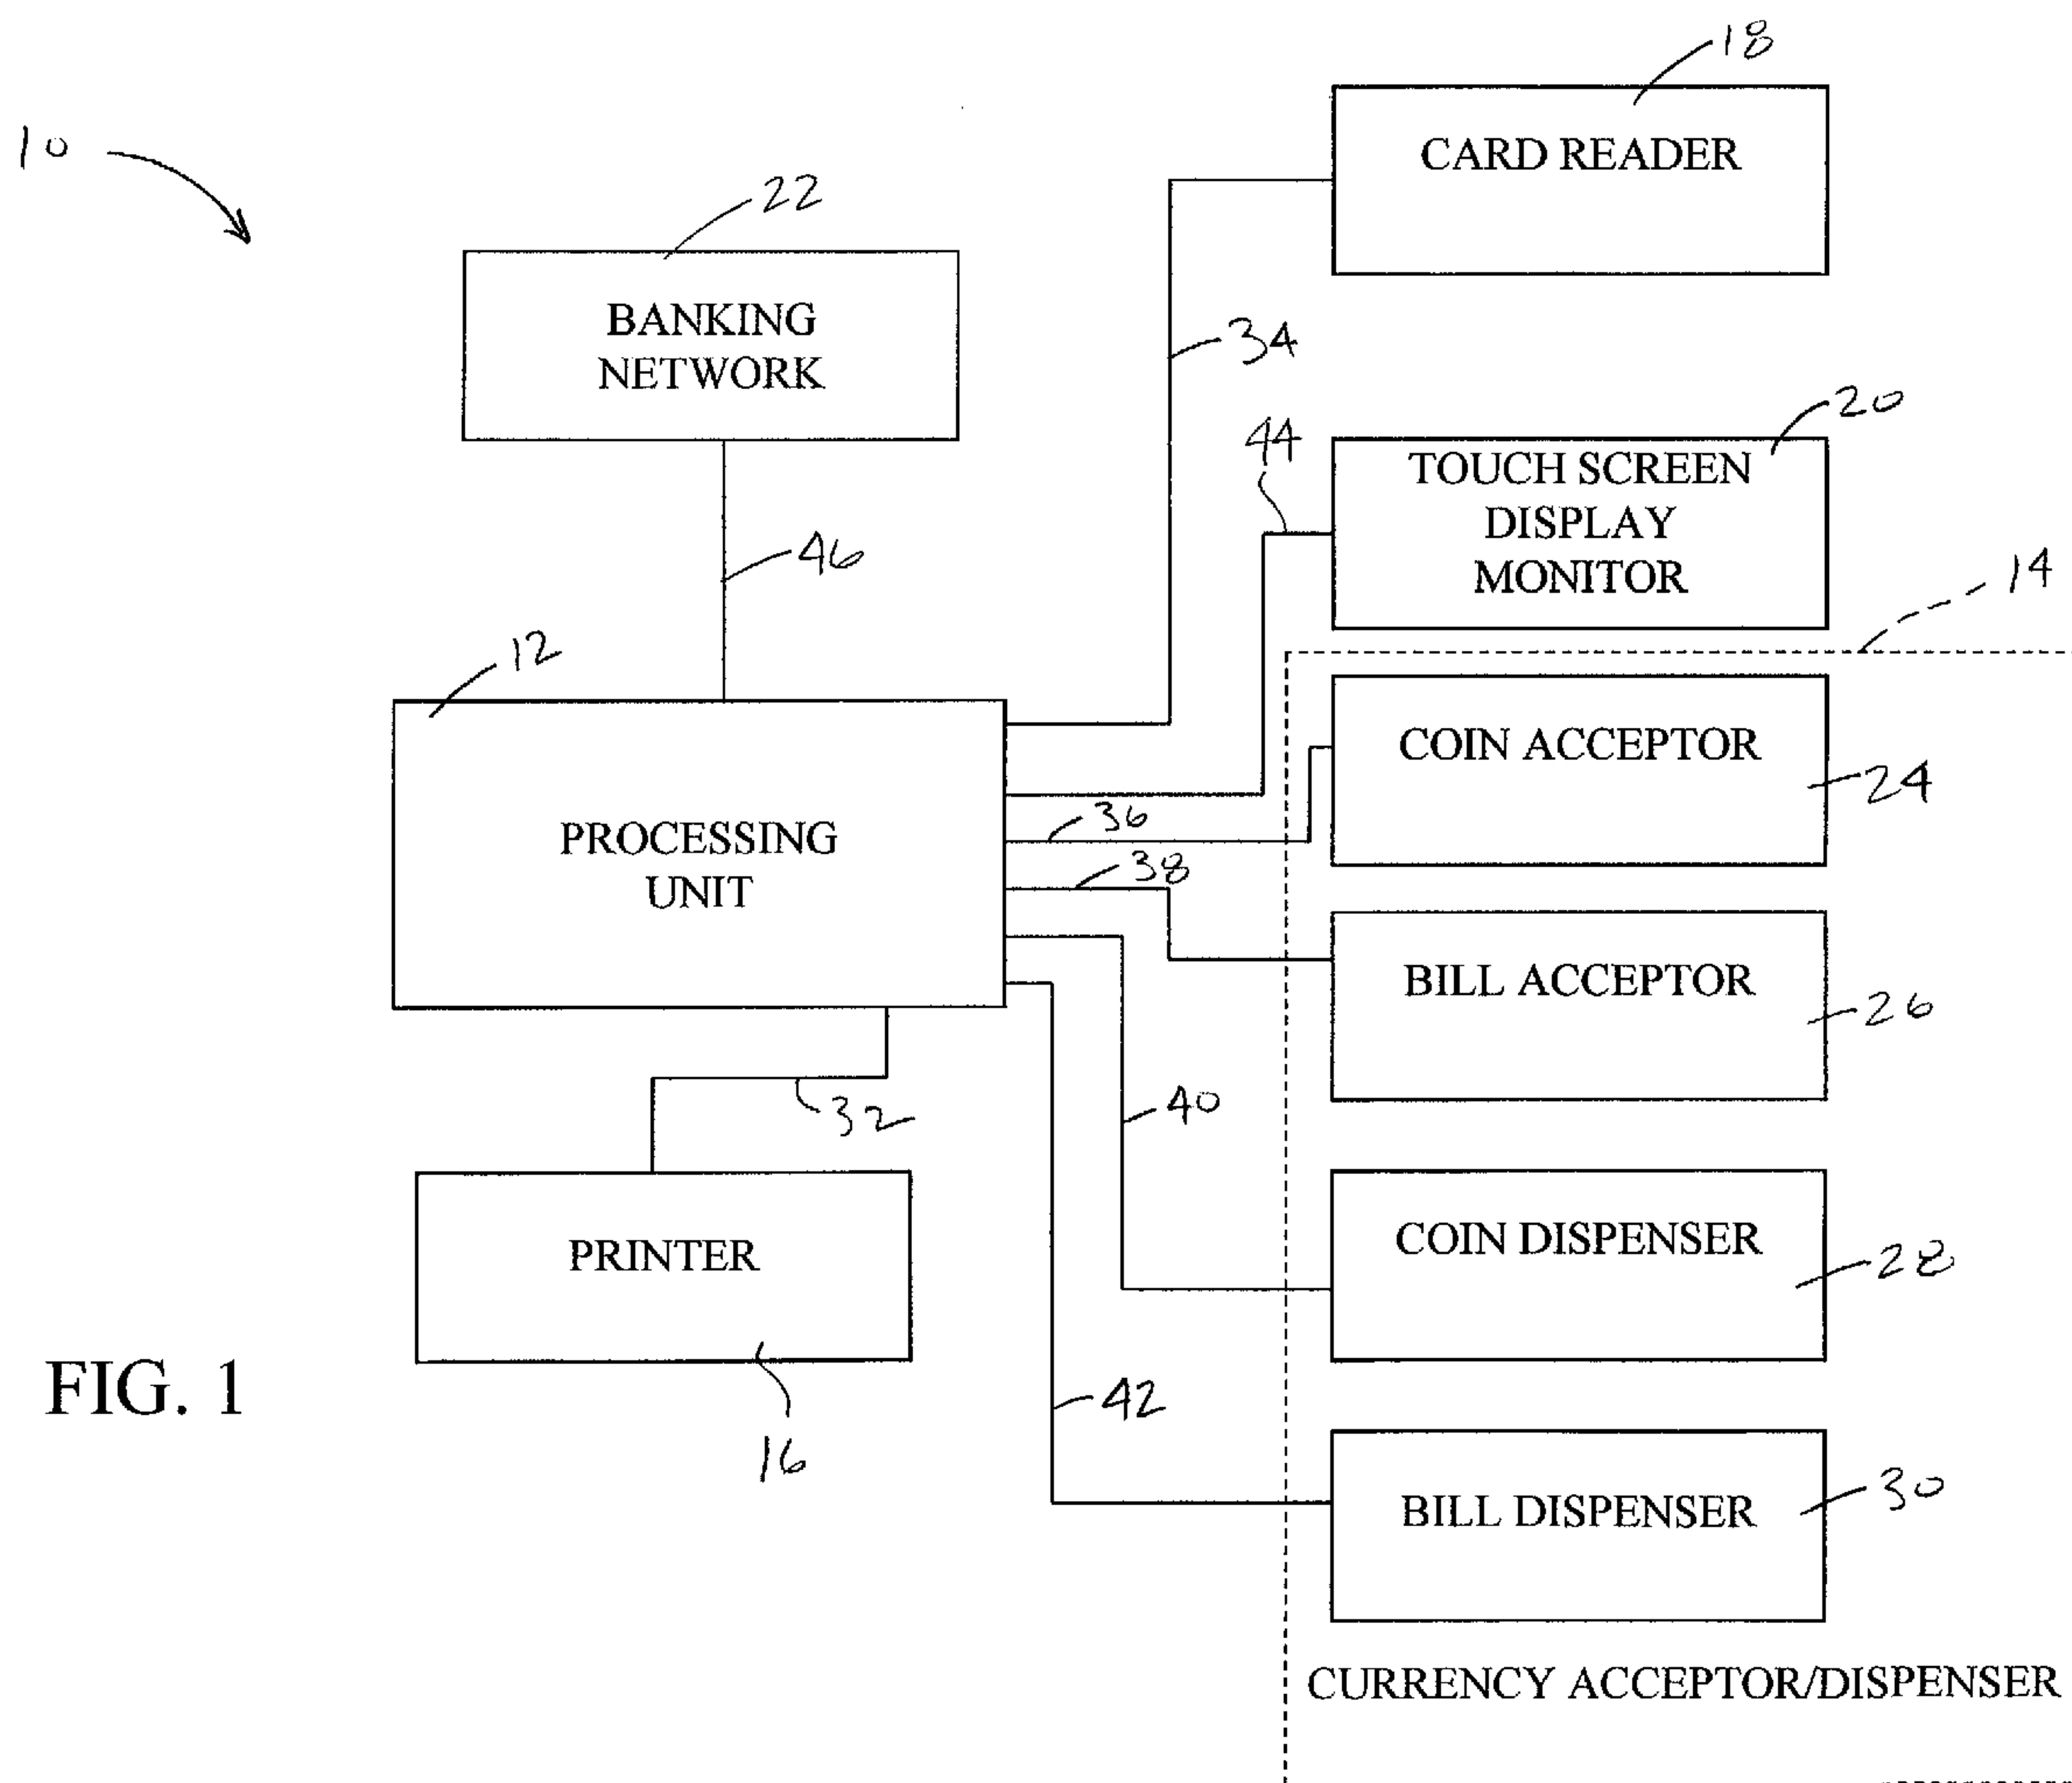 18
10
CARD READER
22
BANKING
NETWORK
34
20
44
TOUCH SCREEN
DISPLAY
MONITOR
46
14
12
COIN ACCEPTOR
24
36
PROCESSING
UNIT
38
BILL ACCEPTOR
26
40
32
COIN DISPENSER
28
PRINTER
FIG. 1
42
16
BILL DISPENSER
30
CURRENCY ACCEPTOR/DISPENSER